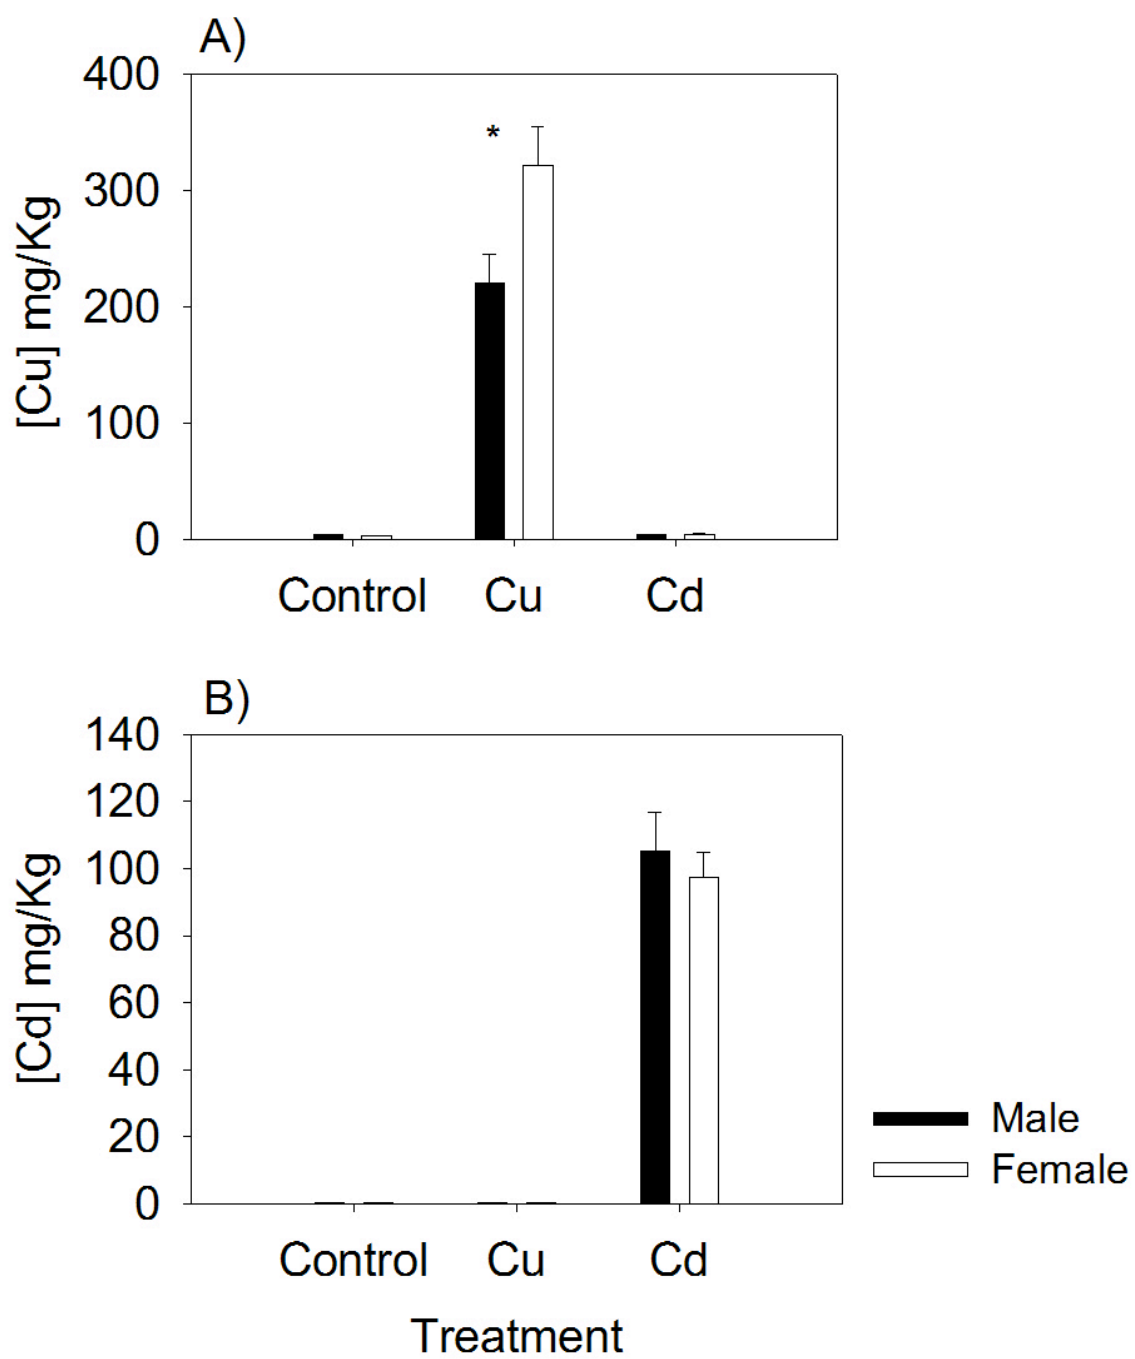 A)
400
300
200
100
0
[Cu] mg/Kg
*
Control Cu Cd
B)
140
120
100
80
60
40
20
0
[Cd] mg/Kg
Control Cu Cd
Treatment
Male
Female